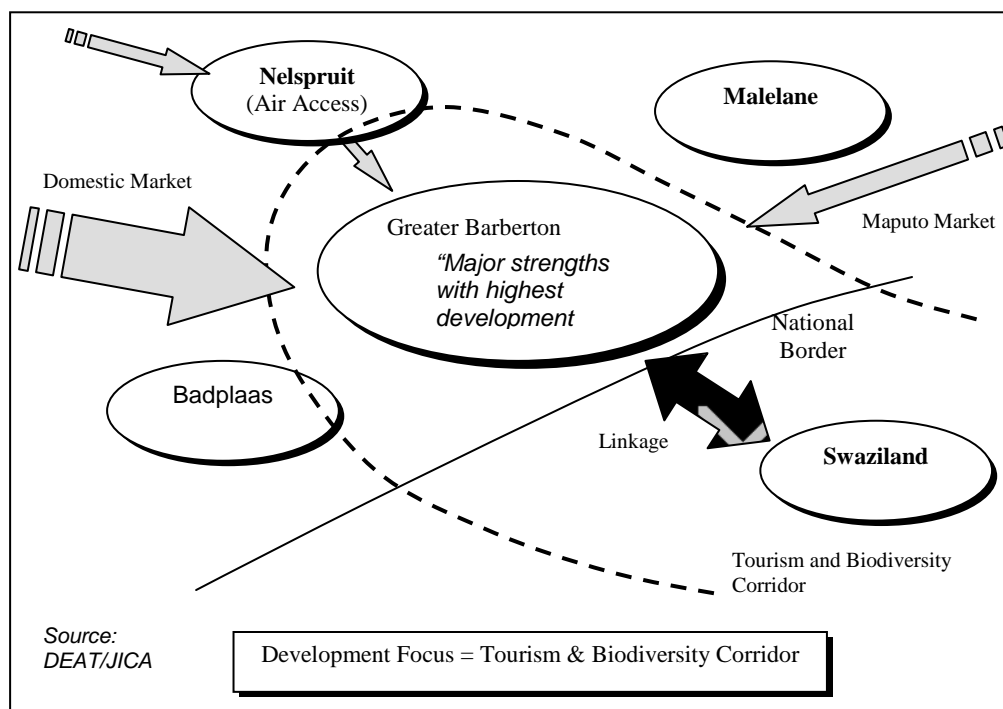 Nelspruit
(Air Access)
Malelane
Domestic Market
Maputo Market
Greater Barberton
“Major strengths
with highest
development
National
Border
Badplaas
Linkage
Swaziland
Tourism and Biodiversity
Corridor
Source:
DEAT/JICA
Development Focus = Tourism & Biodiversity Corridor